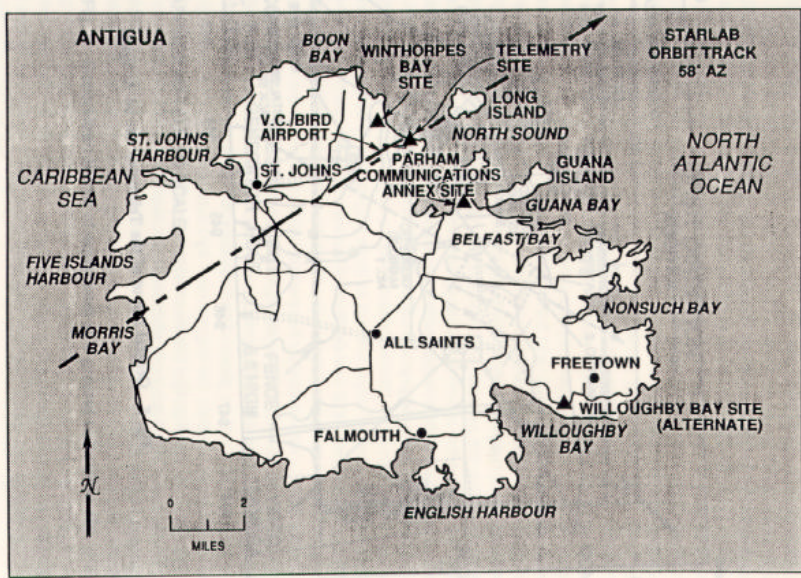 ANTIGUA
BOON
BAY
WINTHORPES
BAY
SITE
TELEMETRY
SITE
STARLAB
ORBIT TRACK
58° AZ
V.C. BIRD
AIRPORT
LONG
ISLAND
NORTH SOUND
ST. JOHNS
HARBOUR
ST. JOHNS
PARHAM
COMMUNICATIONS
ANNEX SITE
GUANA
ISLAND
NORTH
ATLANTIC
OCEAN
CARIBBEAN
SEA
GUANA BAY
BELFAST BAY
FIVE ISLANDS
HARBOUR
NONSUCH BAY
MORRIS
BAY
ALL SAINTS
FREETOWN
WILLOUGHBY BAY SITE
(ALTERNATE)
WILLOUGHBY
BAY
FALMOUTH
ENGLISH HARBOUR
N
0 2
MILES